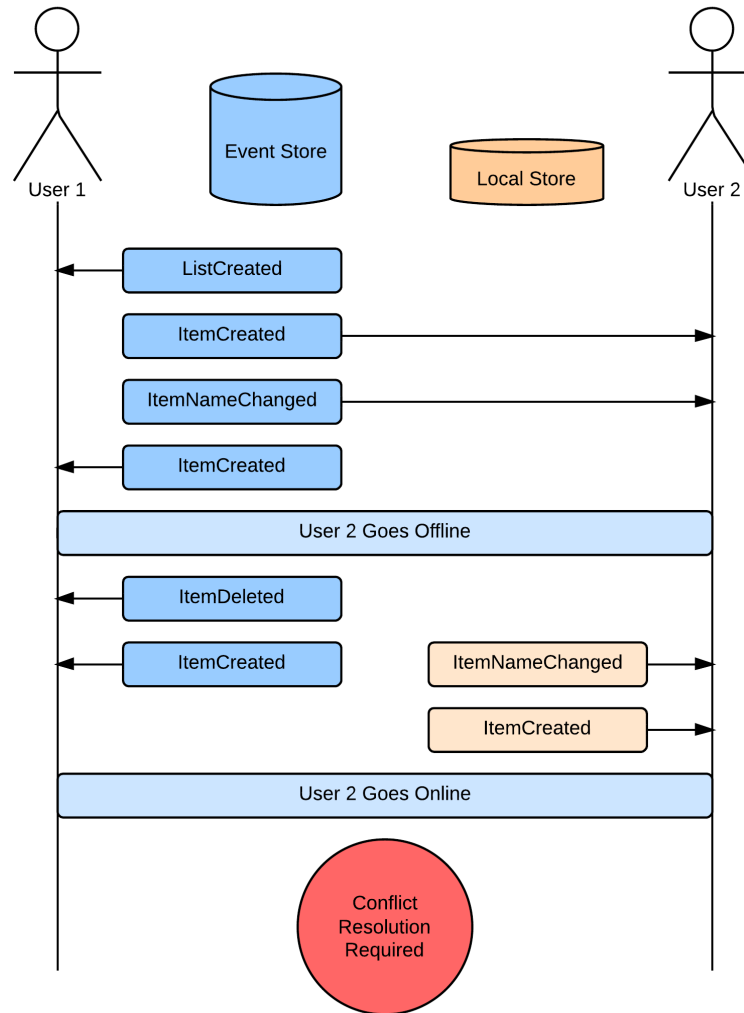 Event Store
Local Store
User 1
User 2
ListCreated
ItemCreated
ItemNameChanged
ItemCreated
User 2 Goes Offline
ItemDeleted
ItemCreated
ItemNameChanged
ItemCreated
User 2 Goes Online
Conflict
Resolution
Required